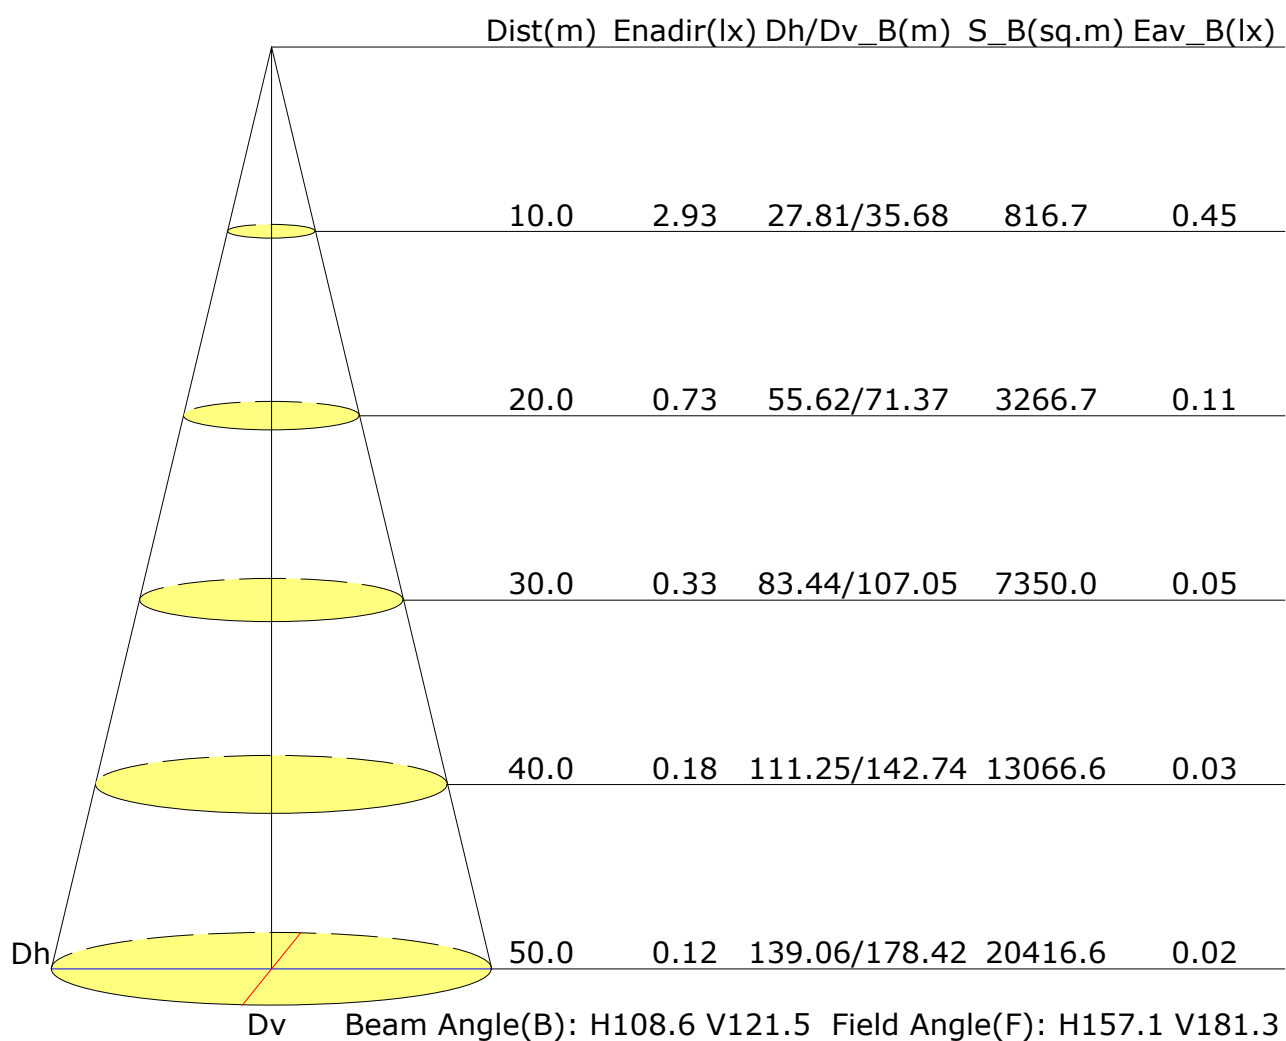 Dist(m) Enadir(lx) Dh/Dv_B(m) S_B(sq.m) Eav_B(lx)
10.0 2.93 27.81/35.68 816.7 0.45
20.0 0.73 55.62/71.37 3266.7 0.11
30.0 0.33 83.44/107.05 7350.0 0.05
40.0 0.18 111.25/142.74 13066.6 0.03
Dh 50.0 0.12 139.06/178.42 20416.6 0.02
Dv Beam Angle(B): H108.6 V121.5 Field Angle(F): H157.1 V181.3